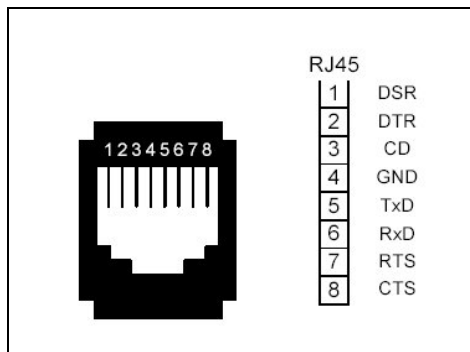 RJ45
12345678
1 DSR
2 DTR
3 CD
4 GND
5 TxD
6 RxD
7 RTS
8 CTS